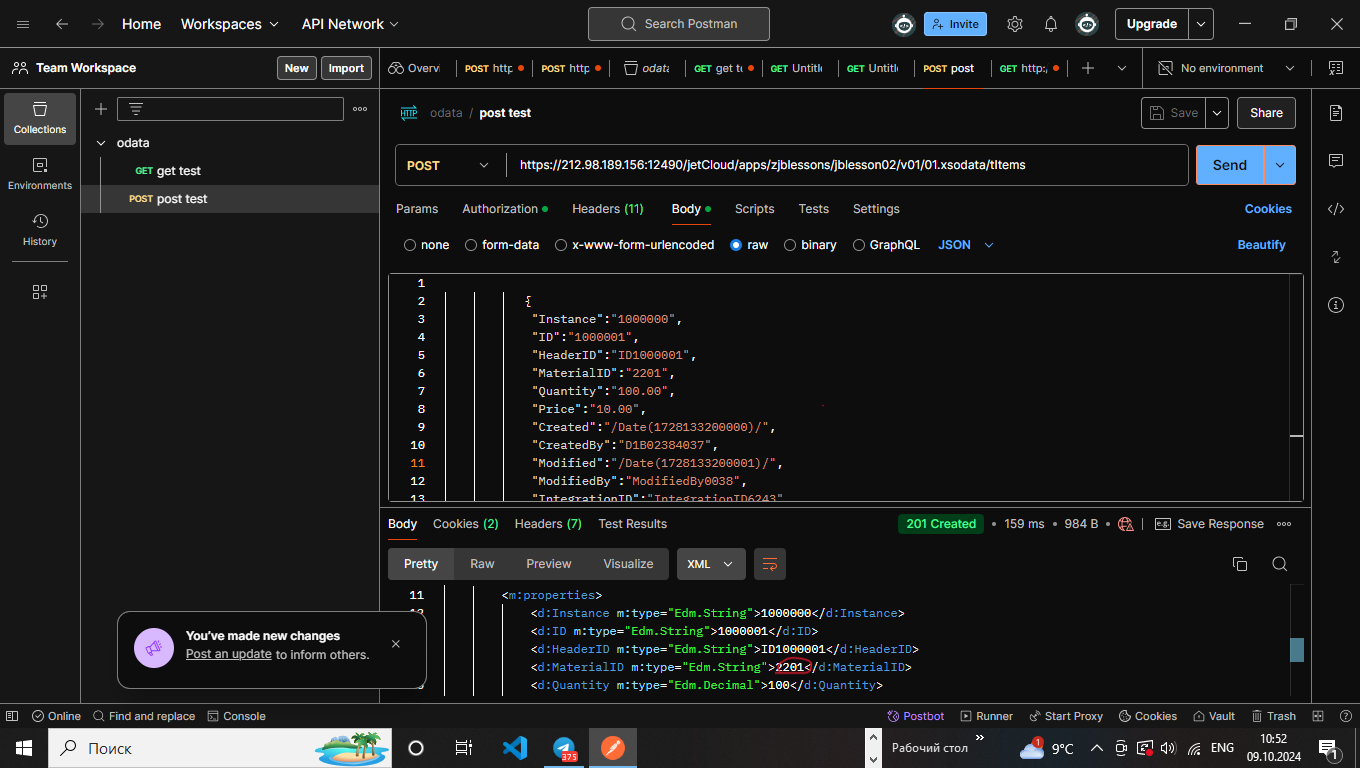 Home Workspaces API Network Search Postman Invite Upgrade
Team Workspace New Import Overvi POST http POST http odata GET get te GET Untitle GET Untitle POST post GET http:/ No environment
Collections
Environments
History
odata
GET get test
POST post test
HTTP odata / post test Save Share
POST https://212.98.189.156:12490/jetCloud/apps/zjblessons/jblesson02/v01/01.xsodata/tItems Send
Params Authorization Headers (11) Body Scripts Tests Settings Cookies
none form-data x-www-form-urlencoded raw binary GraphQL JSON Beautify
1
2 {
3 "Instance":"1000000",
4 "ID":"1000001",
5 "HeaderID":"ID1000001",
6 "MaterialID":"2201",
7 "Quantity":"100.00",
8 "Price":"10.00",
9 "Created":"/Date(1728133200000)/",
10 "CreatedBy":"D1B02384037",
11 "Modified":"/Date(1728133200001)/",
12 "ModifiedBy":"ModifiedBy0038",
13 "IntegrationID":"IntegrationID6243"
Body Cookies (2) Headers (7) Test Results 201 Created 159 ms 984 B e.g. Save Response
Pretty Raw Preview Visualize XML
11 <m:properties>
<d:Instance m:type="Edm.String">1000000</d:Instance>
<d:ID m:type="Edm.String">1000001</d:ID>
<d:HeaderID m:type="Edm.String">ID1000001</d:HeaderID>
<d:MaterialID m:type="Edm.String">2201</d:MaterialID>
<d:Quantity m:type="Edm.Decimal">100</d:Quantity>
You've made new changes
Post an update to inform others.
Online Find and replace Console Postbot Runner Start Proxy Cookies Vault Trash
Поиск 375 Рабочий стол 1 9°C ENG 10:52
09.10.2024 1